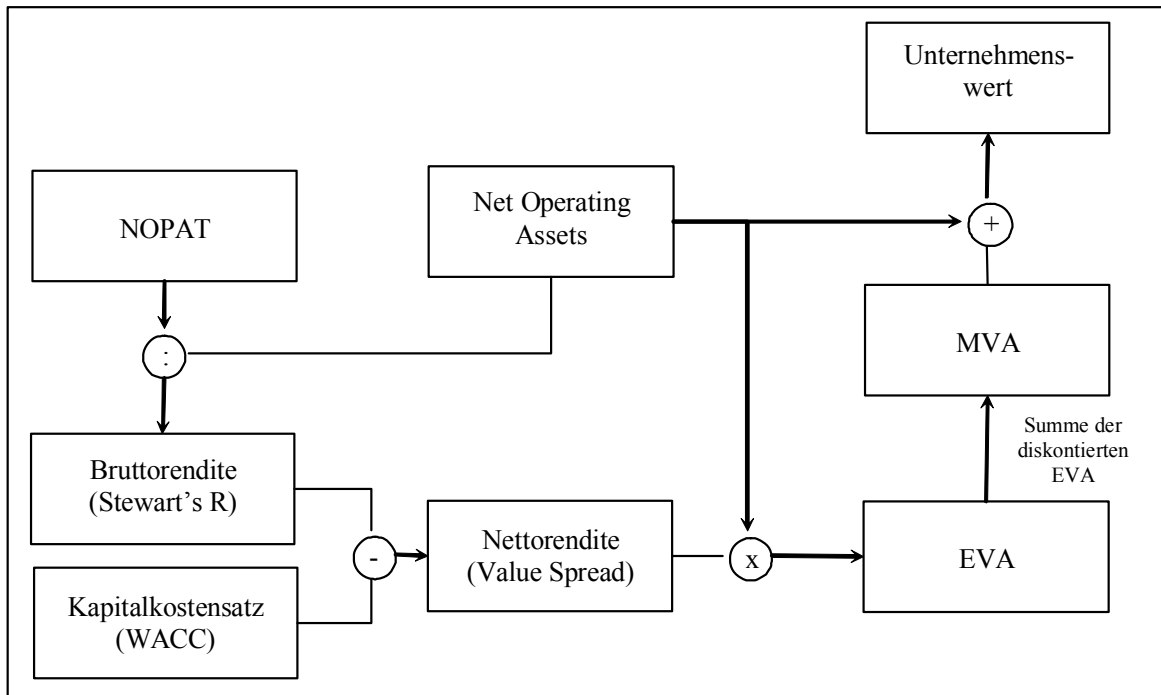 Unternehmens-
wert
NOPAT
Net Operating
Assets
+
:
MVA
Bruttorendite
(Stewart’s R)
Summe der
diskontierten
EVA
-
Nettorendite
(Value Spread)
x
EVA
Kapitalkostensatz
(WACC)